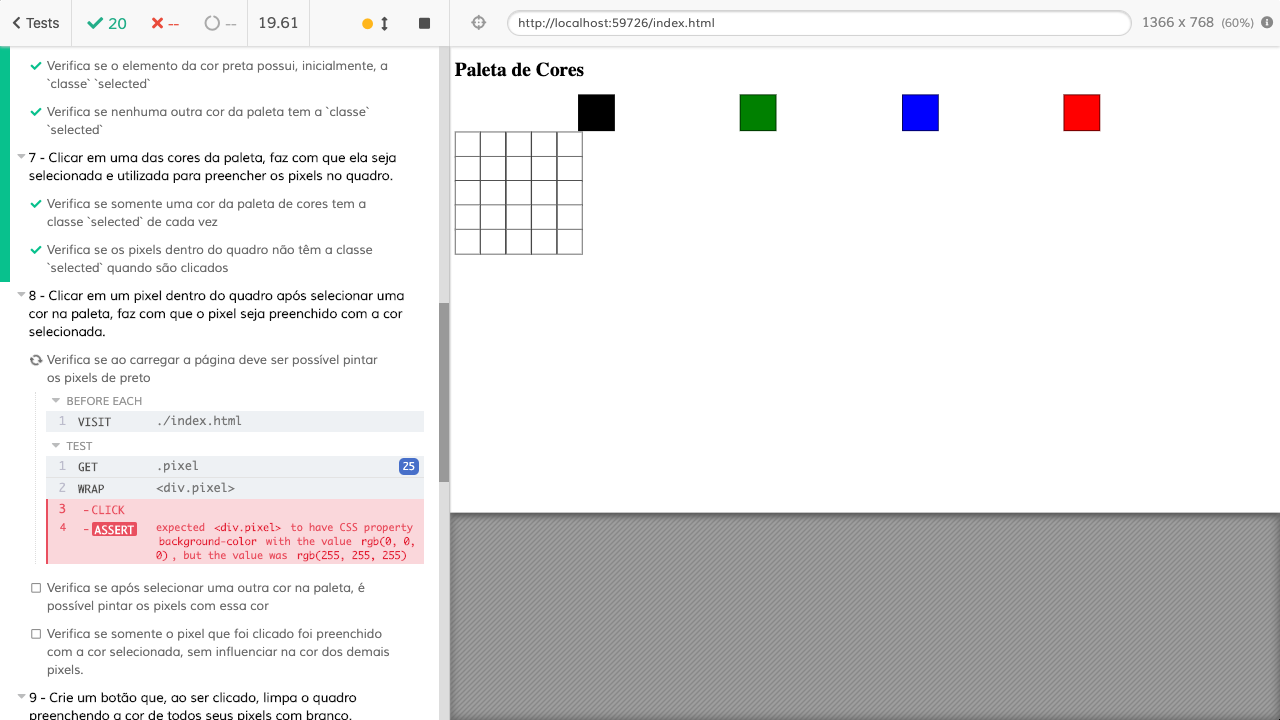 Tests
20
--
--
19.61
http://localhost:59726/index.html
1366 x 768 (60%)
Verifica se o elemento da cor preta possui, inicialmente, a
`classe` `selected`
Verifica se nenhuma outra cor da paleta tem a `classe`
`selected`
7 - Clicar em uma das cores da paleta, faz com que ela seja
selecionada e utilizada para preencher os pixels no quadro.
Verifica se somente uma cor da paleta de cores tem a
classe `selected` de cada vez
Verifica se os pixels dentro do quadro não têm a classe
`selected` quando são clicados
8 - Clicar em um pixel dentro do quadro após selecionar uma
cor na paleta, faz com que o pixel seja preenchido com a cor
selecionada.
Verifica se ao carregar a página deve ser possível pintar
os pixels de preto
BEFORE EACH
1 VISIT ./index.html
TEST
1 GET .pixel 25
2 WRAP <div.pixel>
3 -CLICK
4 -ASSERT expected <div.pixel> to have CSS property
background-color with the value rgb(0, 0,
0), but the value was rgb(255, 255, 255)
Verifica se após selecionar uma outra cor na paleta, é
possível pintar os pixels com essa cor
Verifica se somente o pixel que foi clicado foi preenchido
com a cor selecionada, sem influenciar na cor dos demais
pixels.
9 - Crie um botão que, ao ser clicado, limpa o quadro
preenchendo a cor de todos seus pixels com branco.
Paleta de Cores